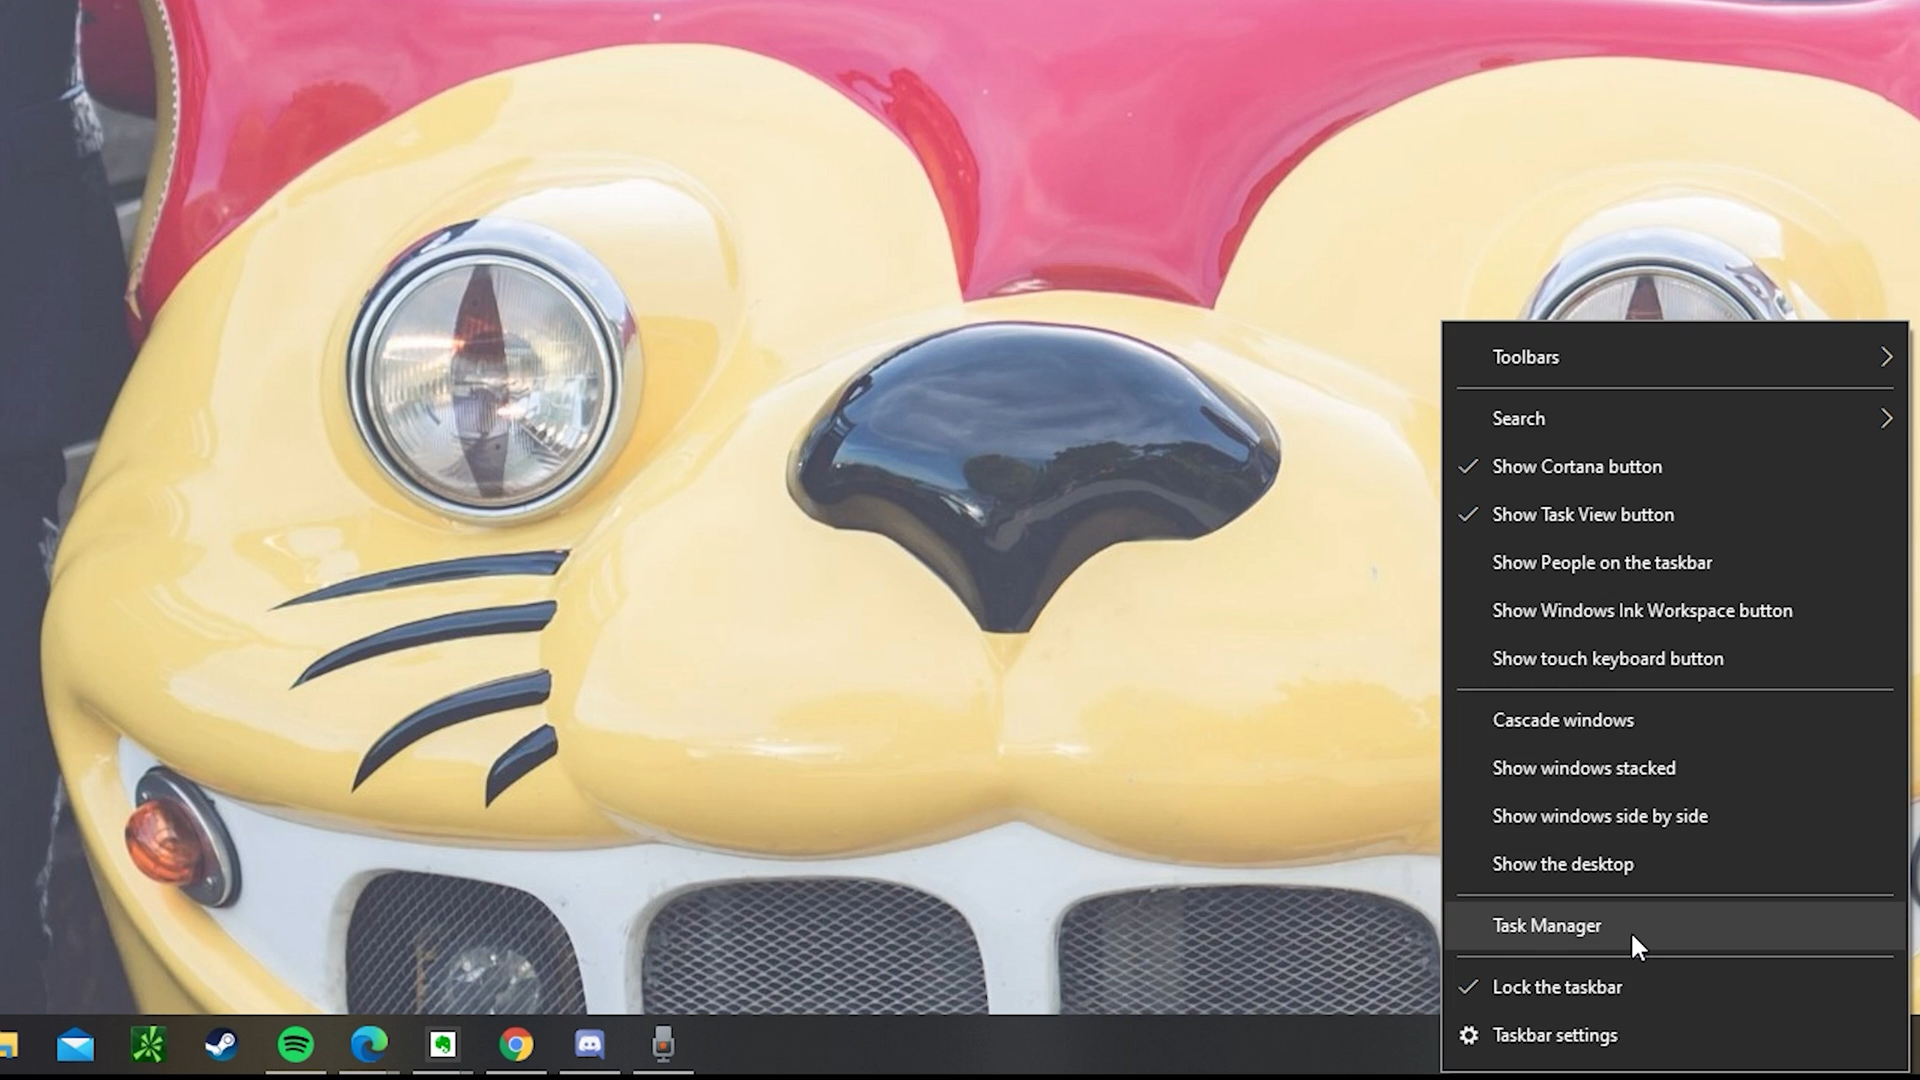 Toolbars
Search
Show Cortana button
Show Task View button
Show People on the taskbar
Show Windows Ink Workspace button
Show touch keyboard button
Cascade windows
Show windows stacked
Show windows side by side
Show the desktop
Task Manager
Lock the taskbar
Taskbar settings